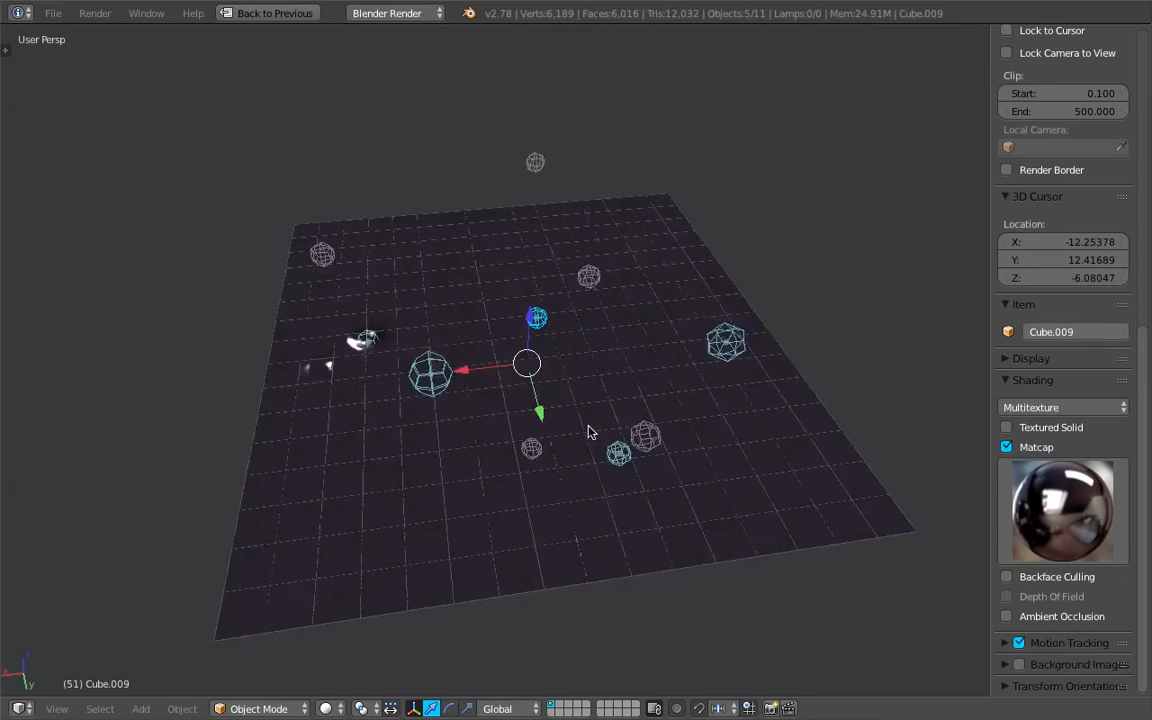 File Render Window Help Back to Previous Blender Render v2.78 | Verts:6,189 | Faces:6,016 | Tris:12,032 | Objects:5/11 | Lamps:0/0 | Mem:24.91M | Cube.009
User Persp
Lock to Cursor
Lock Camera to View
Clip:
Start: 0.100
End: 500.000
Local Camera:
Render Border
3D Cursor
Location:
X: -12.25378
Y: 12.41689
Z: -6.08047
Item
Cube.009
Display
Shading
Multitexture
Textured Solid
Matcap
Backface Culling
Depth Of Field
Ambient Occlusion
Motion Tracking
Background Images
Transform Orientations
z
x
y
(51) Cube.009
View Select Add Object Object Mode Global